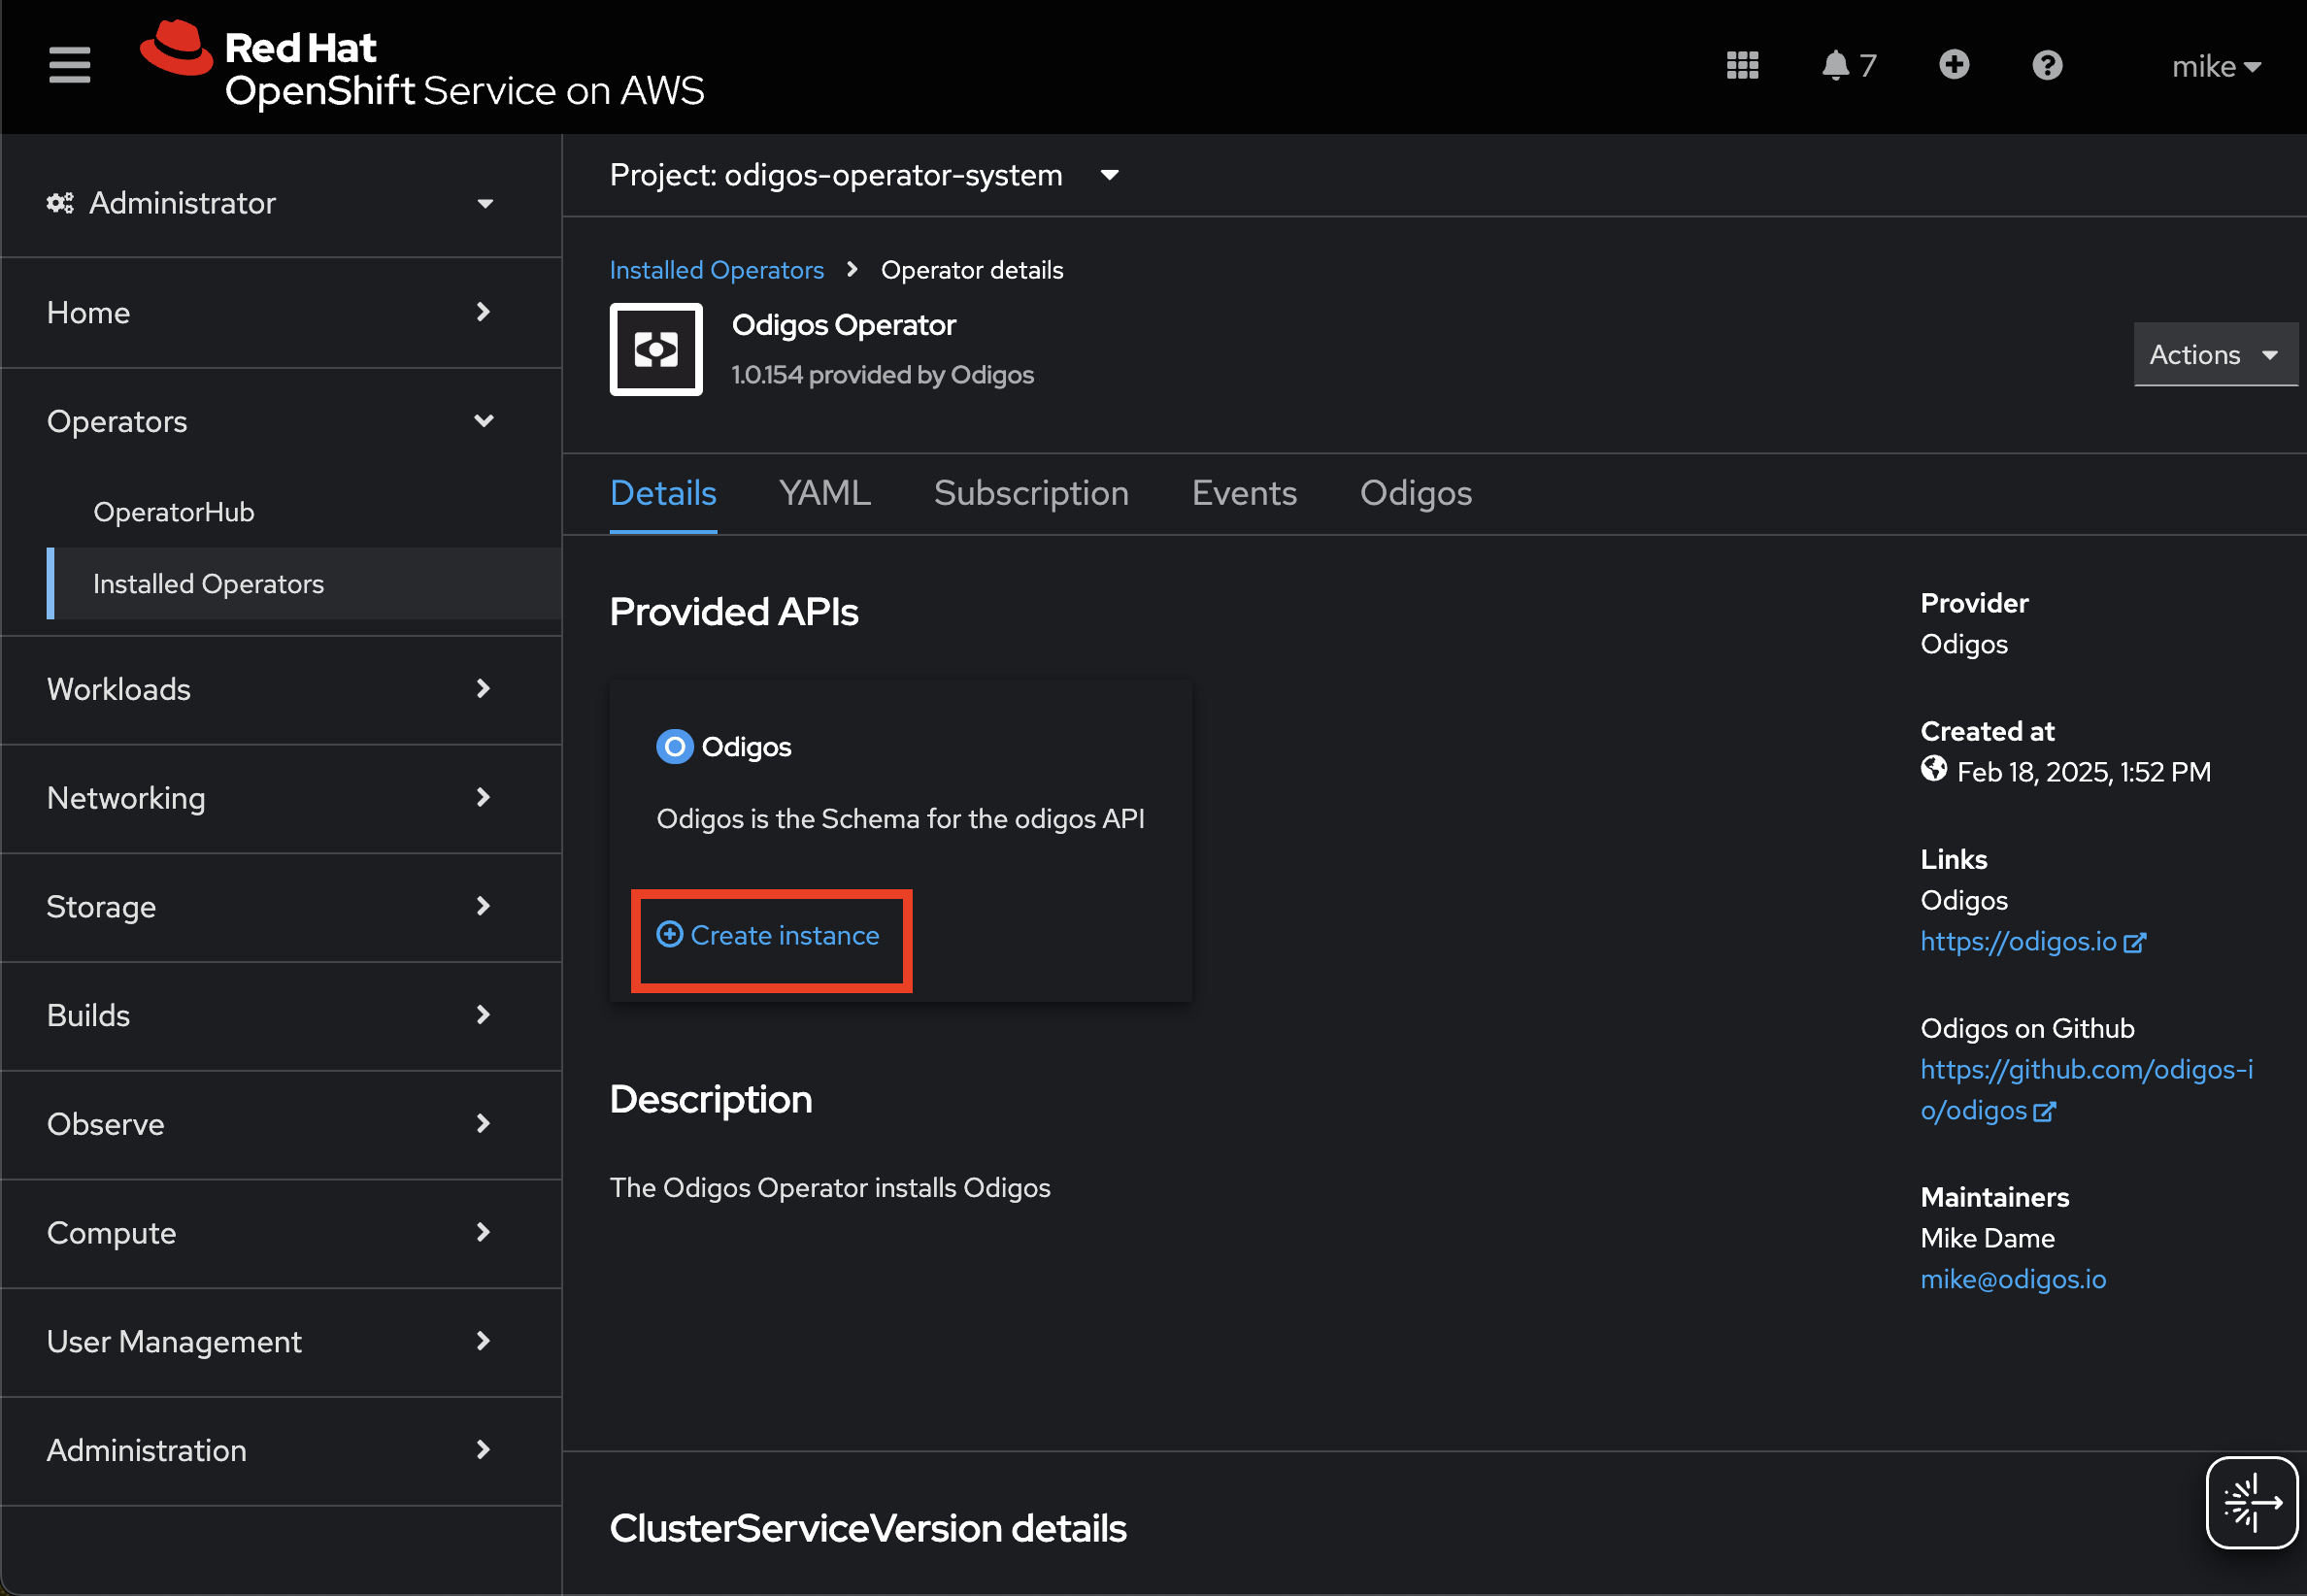 Red Hat
OpenShift Service on AWS
7
mike
Administrator
Home
Operators
OperatorHub
Installed Operators
Workloads
Networking
Storage
Builds
Observe
Compute
User Management
Administration
Project: odigos-operator-system
Installed Operators
Operator details
Odigos Operator
1.0.154 provided by Odigos
Actions
Details
YAML
Subscription
Events
Odigos
Provided APIs
Odigos
Odigos is the Schema for the odigos API
Create instance
Description
The Odigos Operator installs Odigos
Provider
Odigos
Created at
Feb 18, 2025, 1:52 PM
Links
Odigos
https://odigos.io
Odigos on Github
https://github.com/odigos-i
o/odigos
Maintainers
Mike Dame
mike@odigos.io
ClusterServiceVersion details